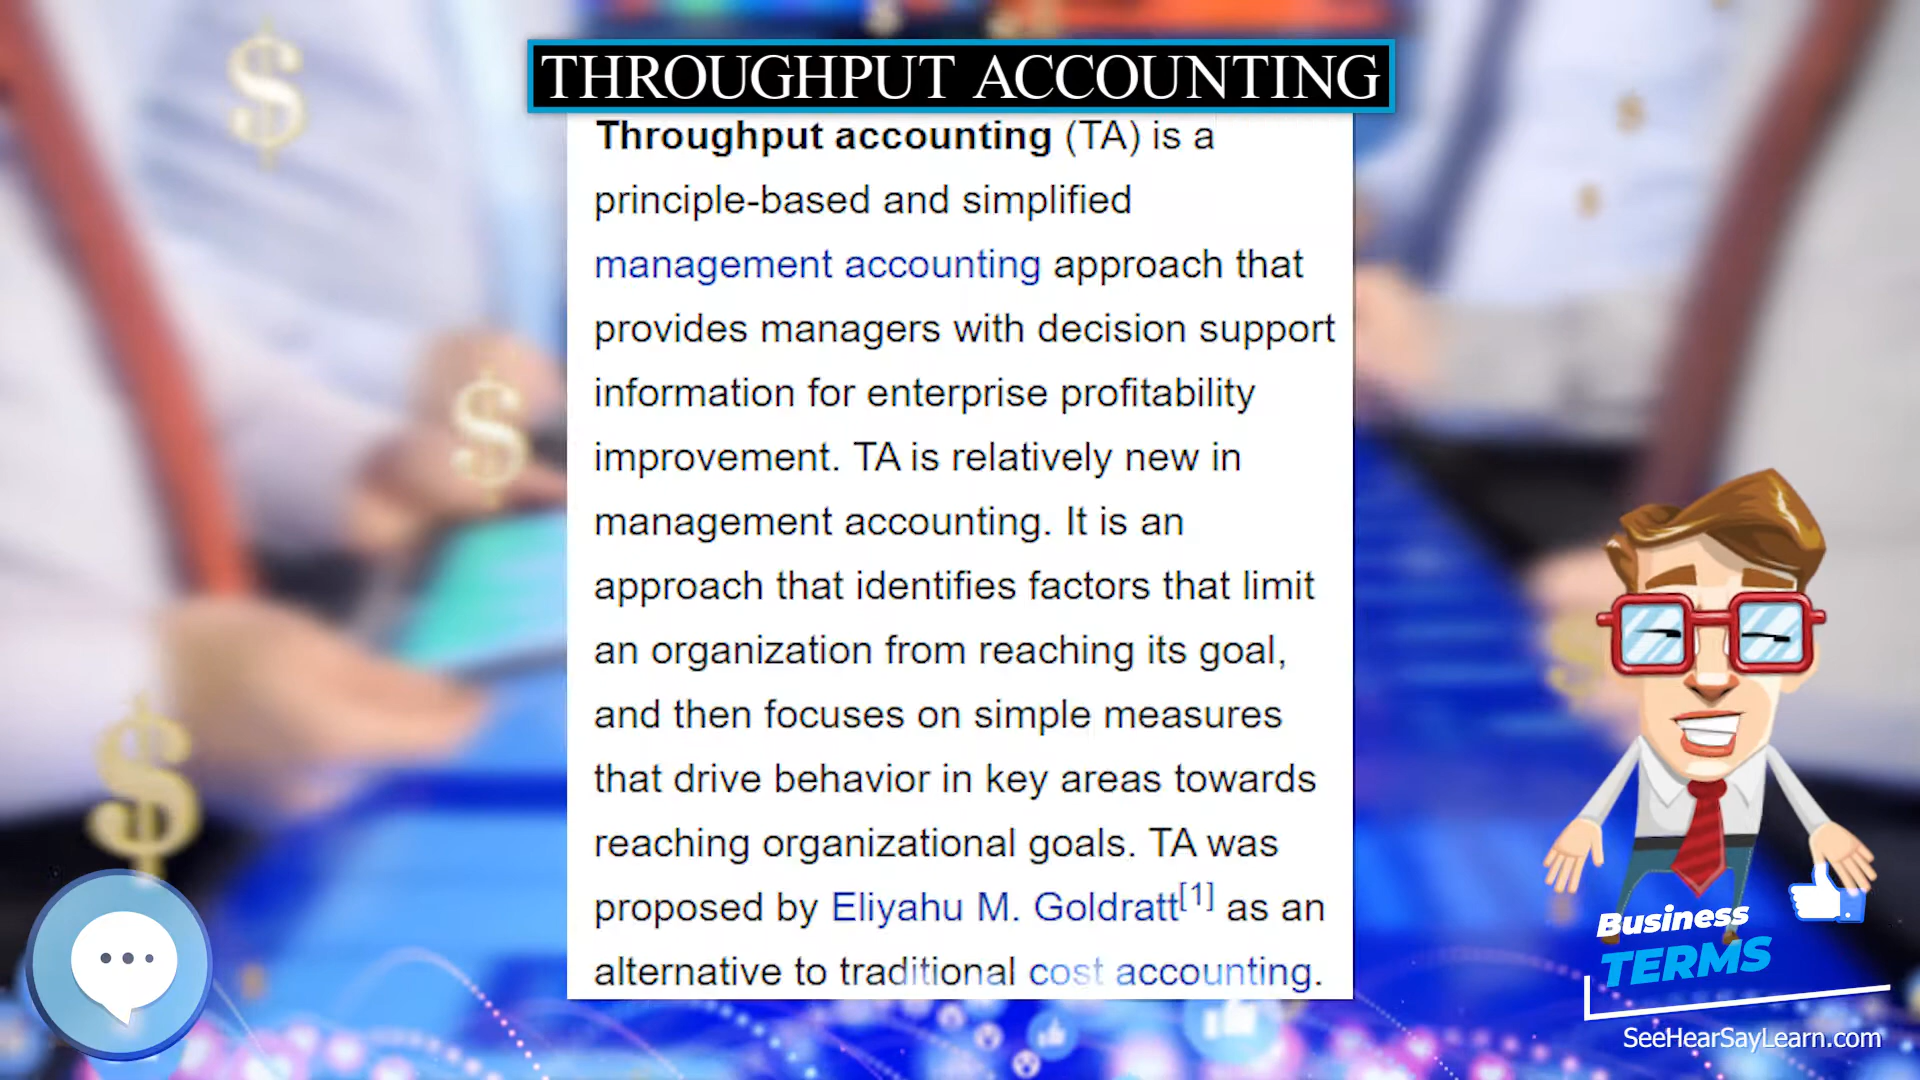 THROUGHPUT ACCOUNTING
Throughput accounting (TA) is a
principle-based and simplified
management accounting approach that
provides managers with decision support
information for enterprise profitability
improvement. TA is relatively new in
management accounting. It is an
approach that identifies factors that limit
an organization from reaching its goal,
and then focuses on simple measures
that drive behavior in key areas towards
reaching organizational goals. TA was
proposed by Eliyahu M. Goldratt[1] as an
alternative to traditional cost accounting.
Business
TERMS
SeeHearSayLearn.com